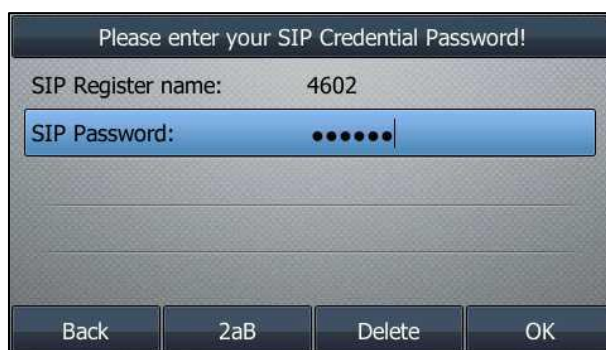 Please enter your SIP Credential Password!
SIP Register name: 4602
SIP Password: ••••••
Back 2aB Delete OK